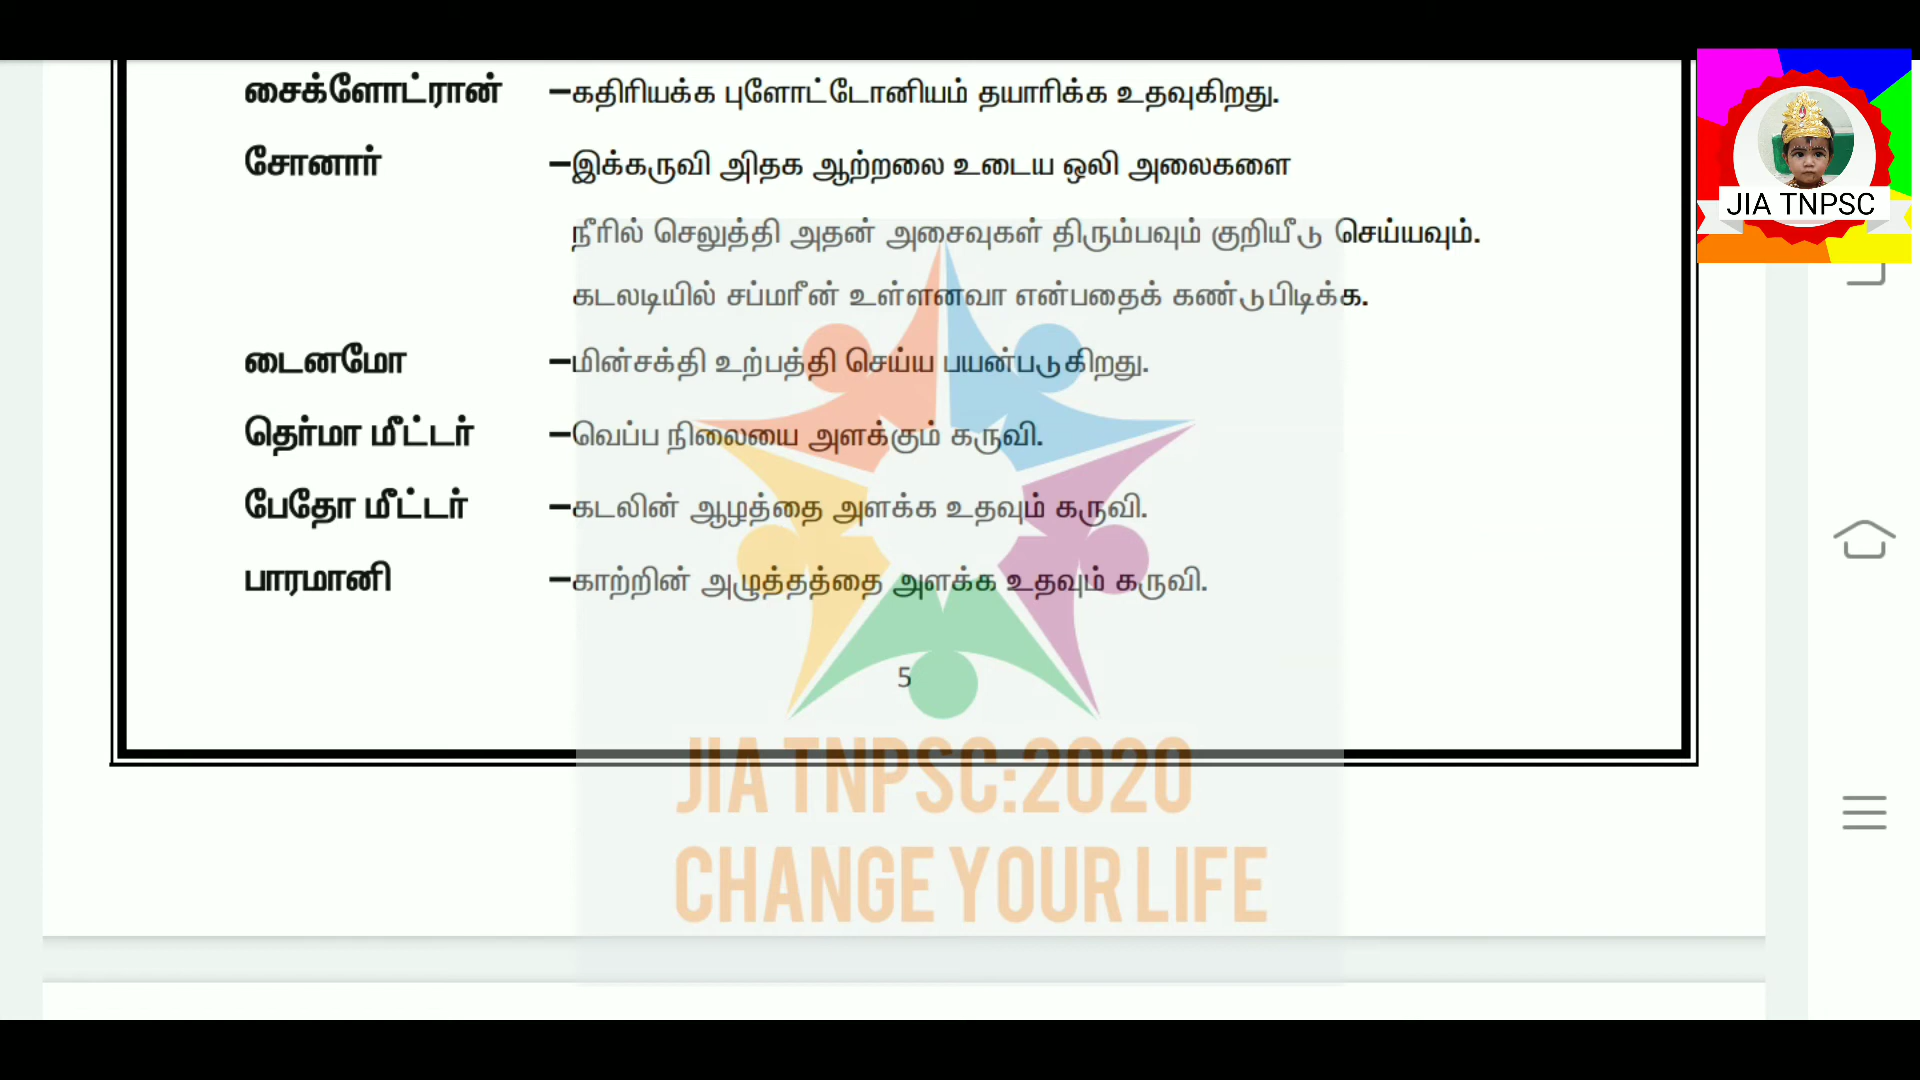 சைக்ளோட்ரான் –கதிரியக்க புளோட்டோனியம் தயாரிக்க உதவுகிறது.
சோனார் –இக்கருவி அிதக ஆற்றலை உடைய ஒலி அலைகளை
நீரில் செலுத்தி அதன் அசைவுகள் திரும்பவும் குறியீடு செய்யவும்.
கடலடியில் சப்மரீன் உள்ளனவா என்பதைக் கண்டுபிடிக்க.
டைனமோ –மின்சக்தி உற்பத்தி செய்ய பயன்படுகிறது.
தெர்மா மீட்டர் –வெப்ப நிலையை அளக்கும் கருவி.
பேதோ மீட்டர் –கடலின் ஆழத்தை அளக்க உதவும் கருவி.
பாரமானி –காற்றின் அழுத்தத்தை அளக்க உதவும் கருவி.
5
JIA TNPSC:2020
CHANGE YOUR LIFE
JIA TNPSC